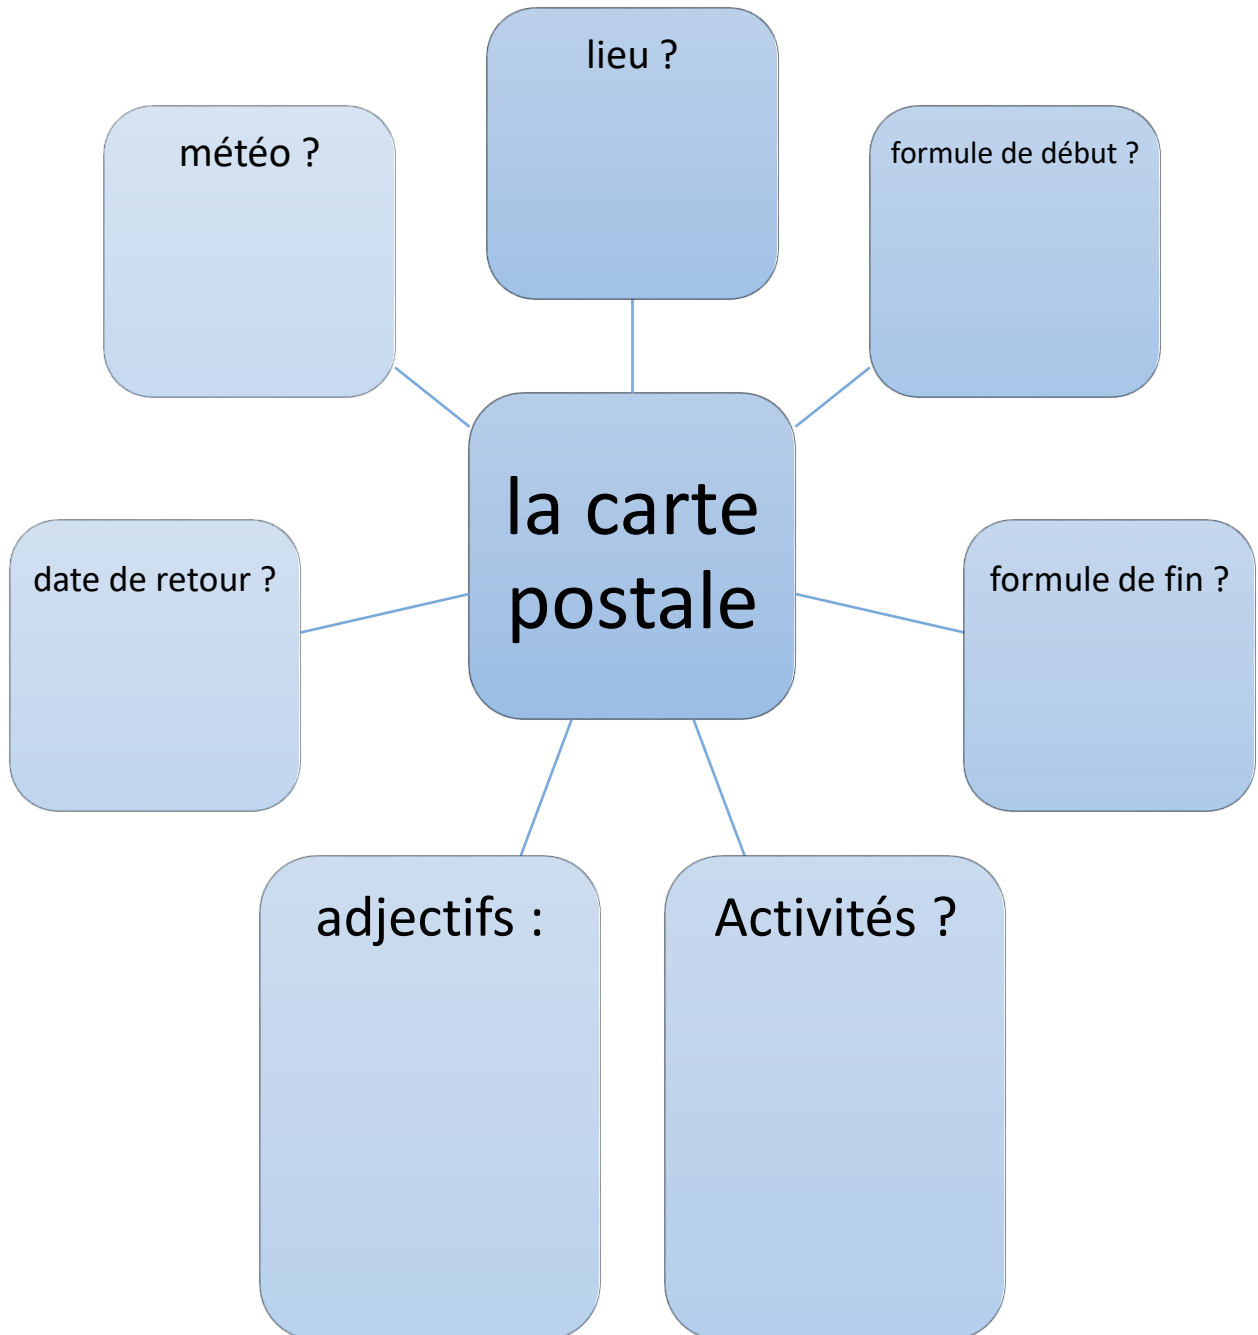 lieu ?
météo ?
formule de début ?
la carte
postale
date de retour ?
formule de fin ?
adjectifs :
Activités ?